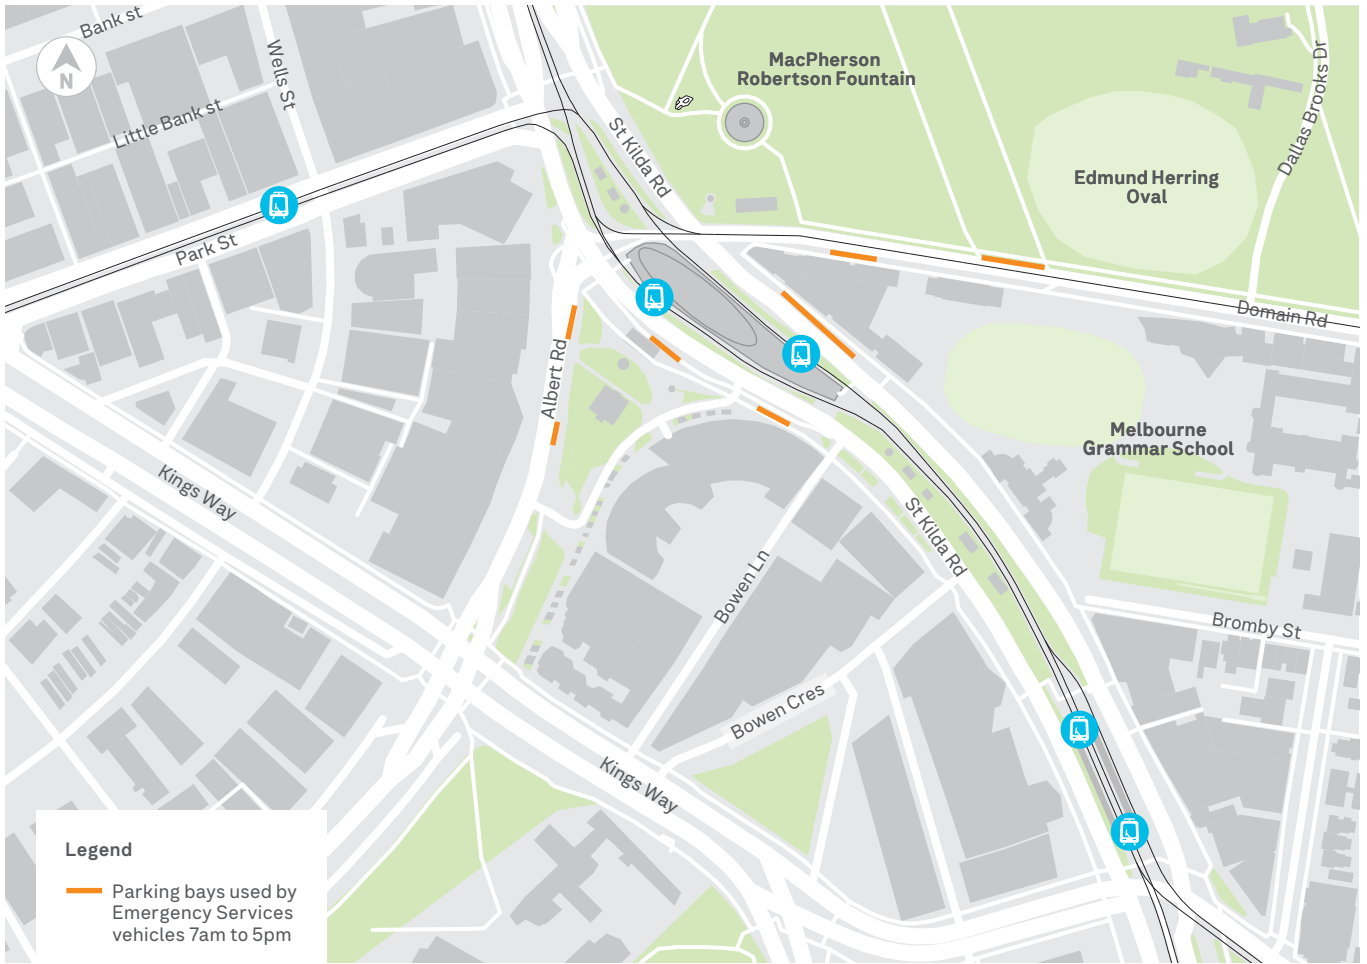 Bank st
Wells St
N
Little Bank st
Park St
St Kilda Rd
MacPherson
Robertson Fountain
Dallas Brooks Dr
Edmund Herring
Oval
Domain Rd
Albert Rd
Melbourne
Grammar School
Kings Way
St Kilda Rd
Bowen Ln
Bromby St
Bowen Cres
Kings Way
Legend
Parking bays used by
Emergency Services
vehicles 7am to 5pm